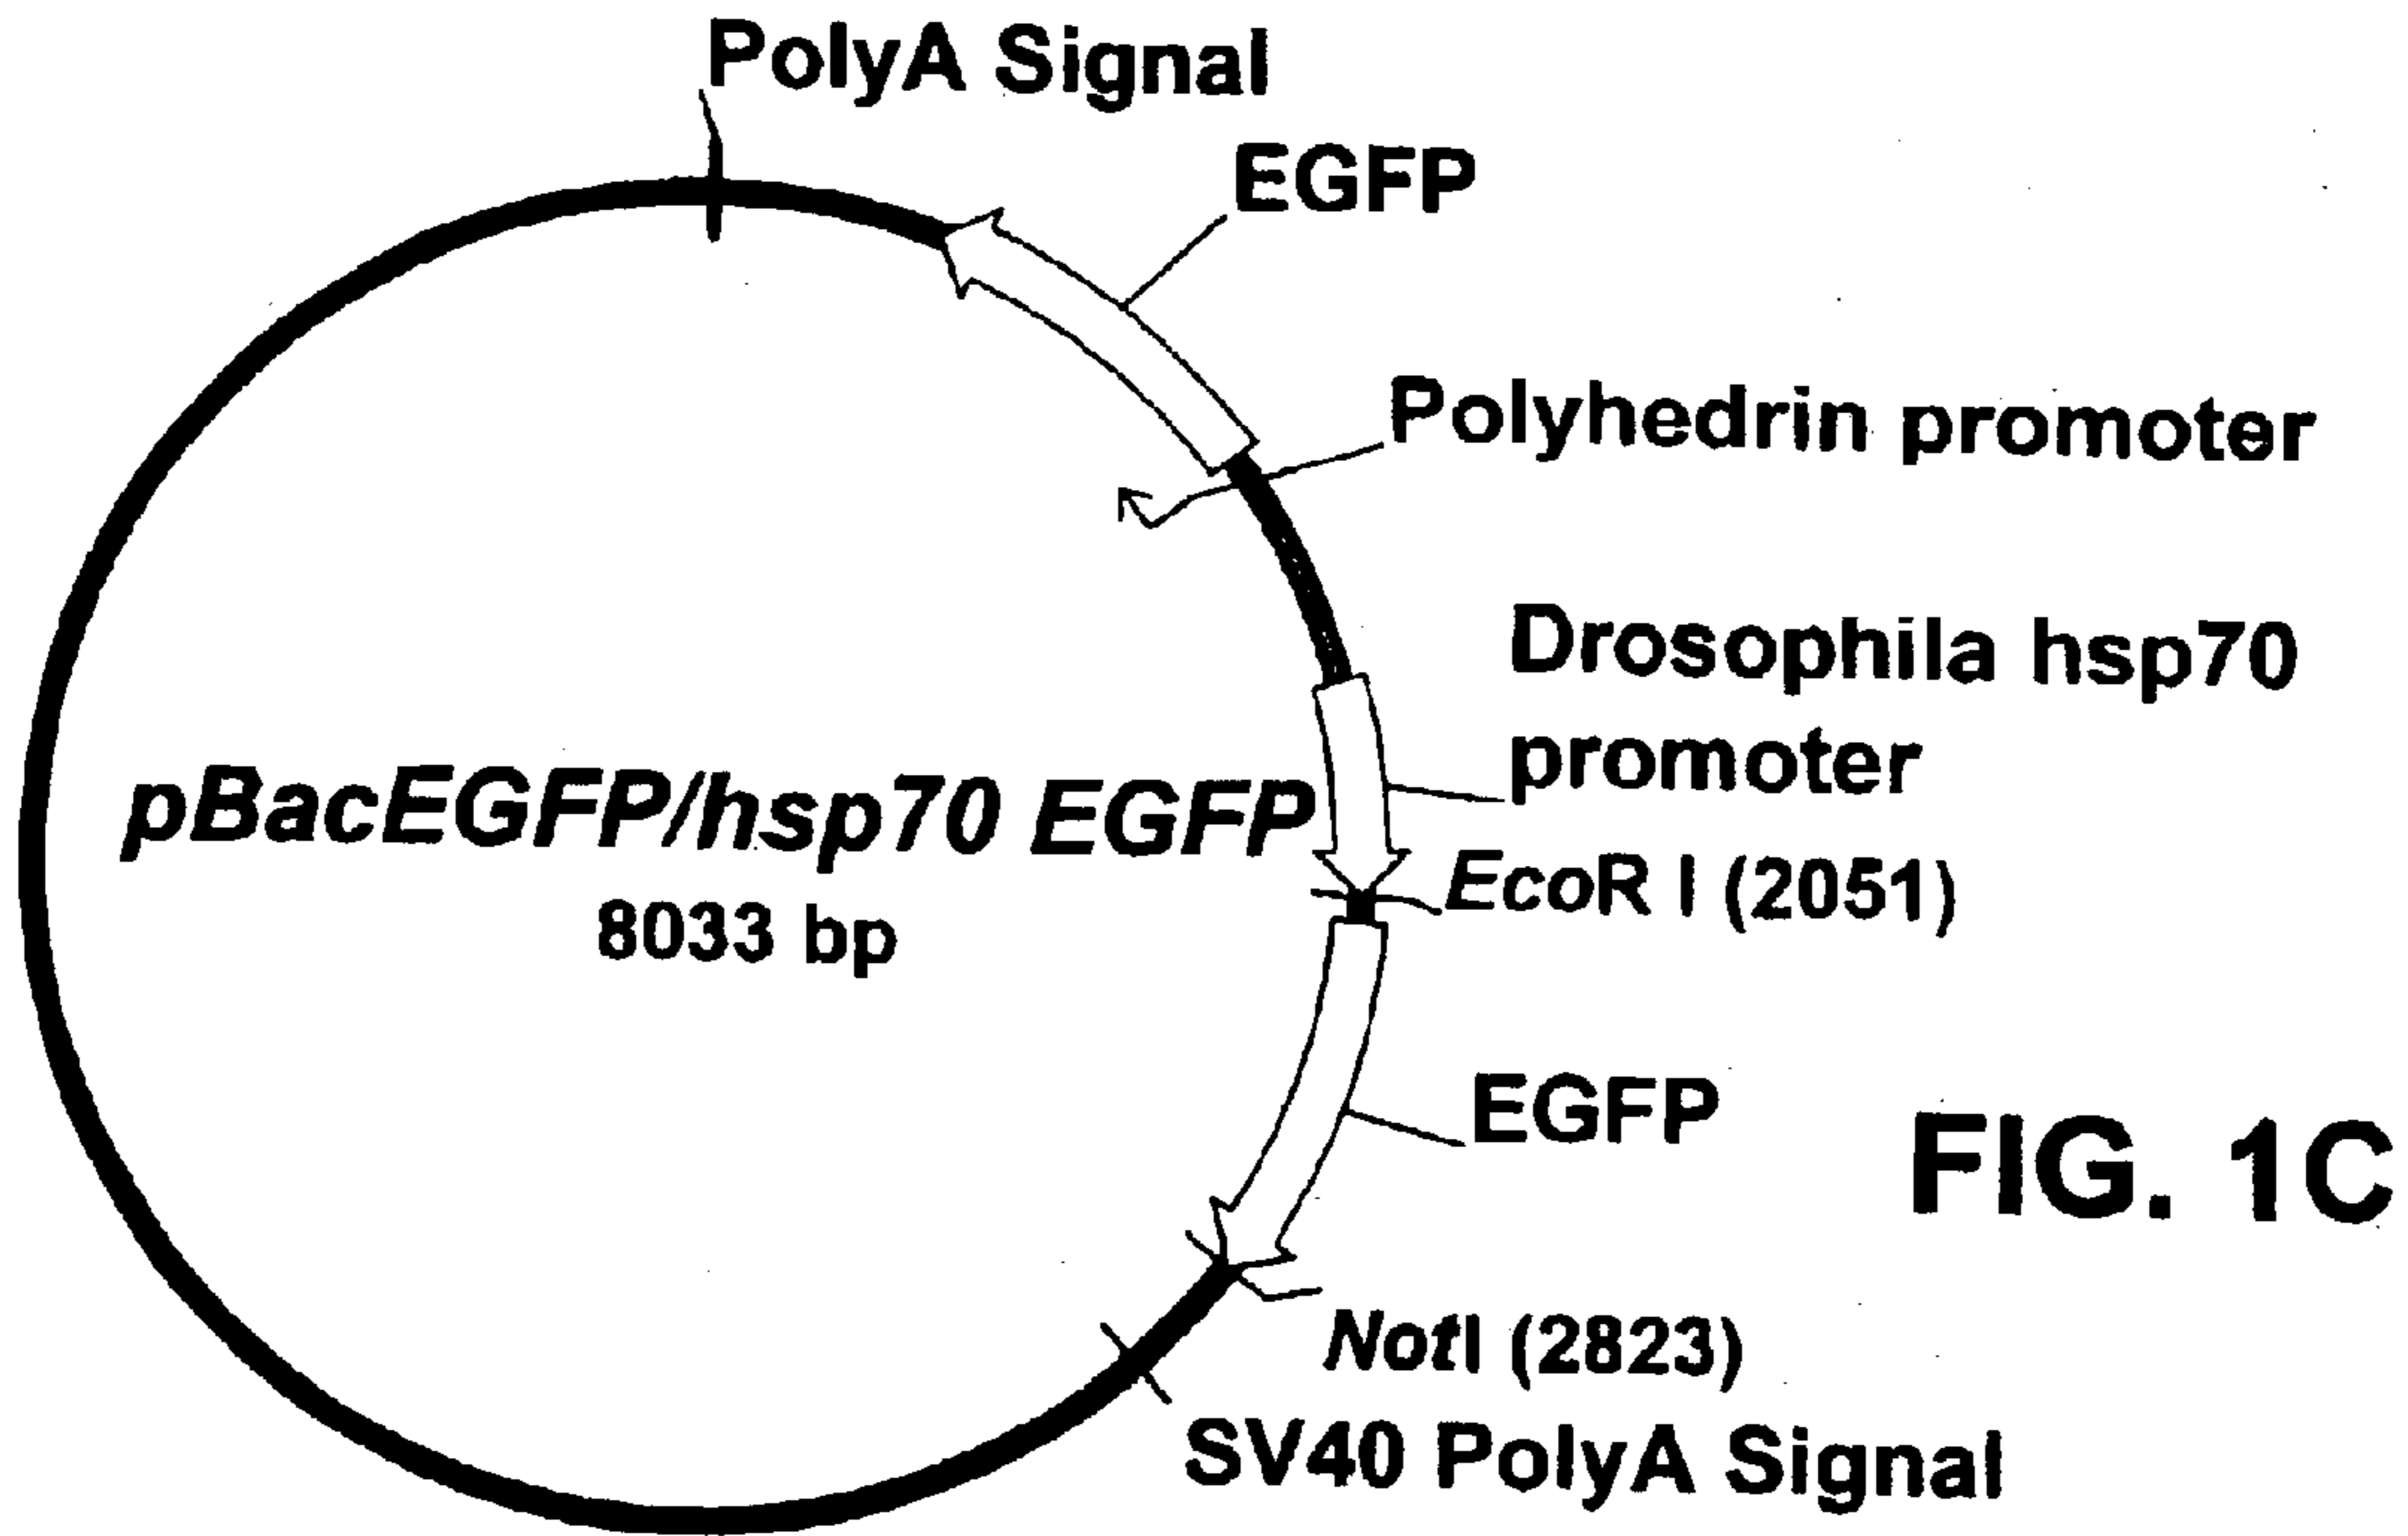 PolyA Signal
EGFP
Polyhedrin promoter
Drosophila hsp70
promoter
pBacEGFP/hsp70 EGFP
8033 bp
EcoR I (2051)
EGFP
FIG. 1C
NotI (2823)
SV40 PolyA Signal